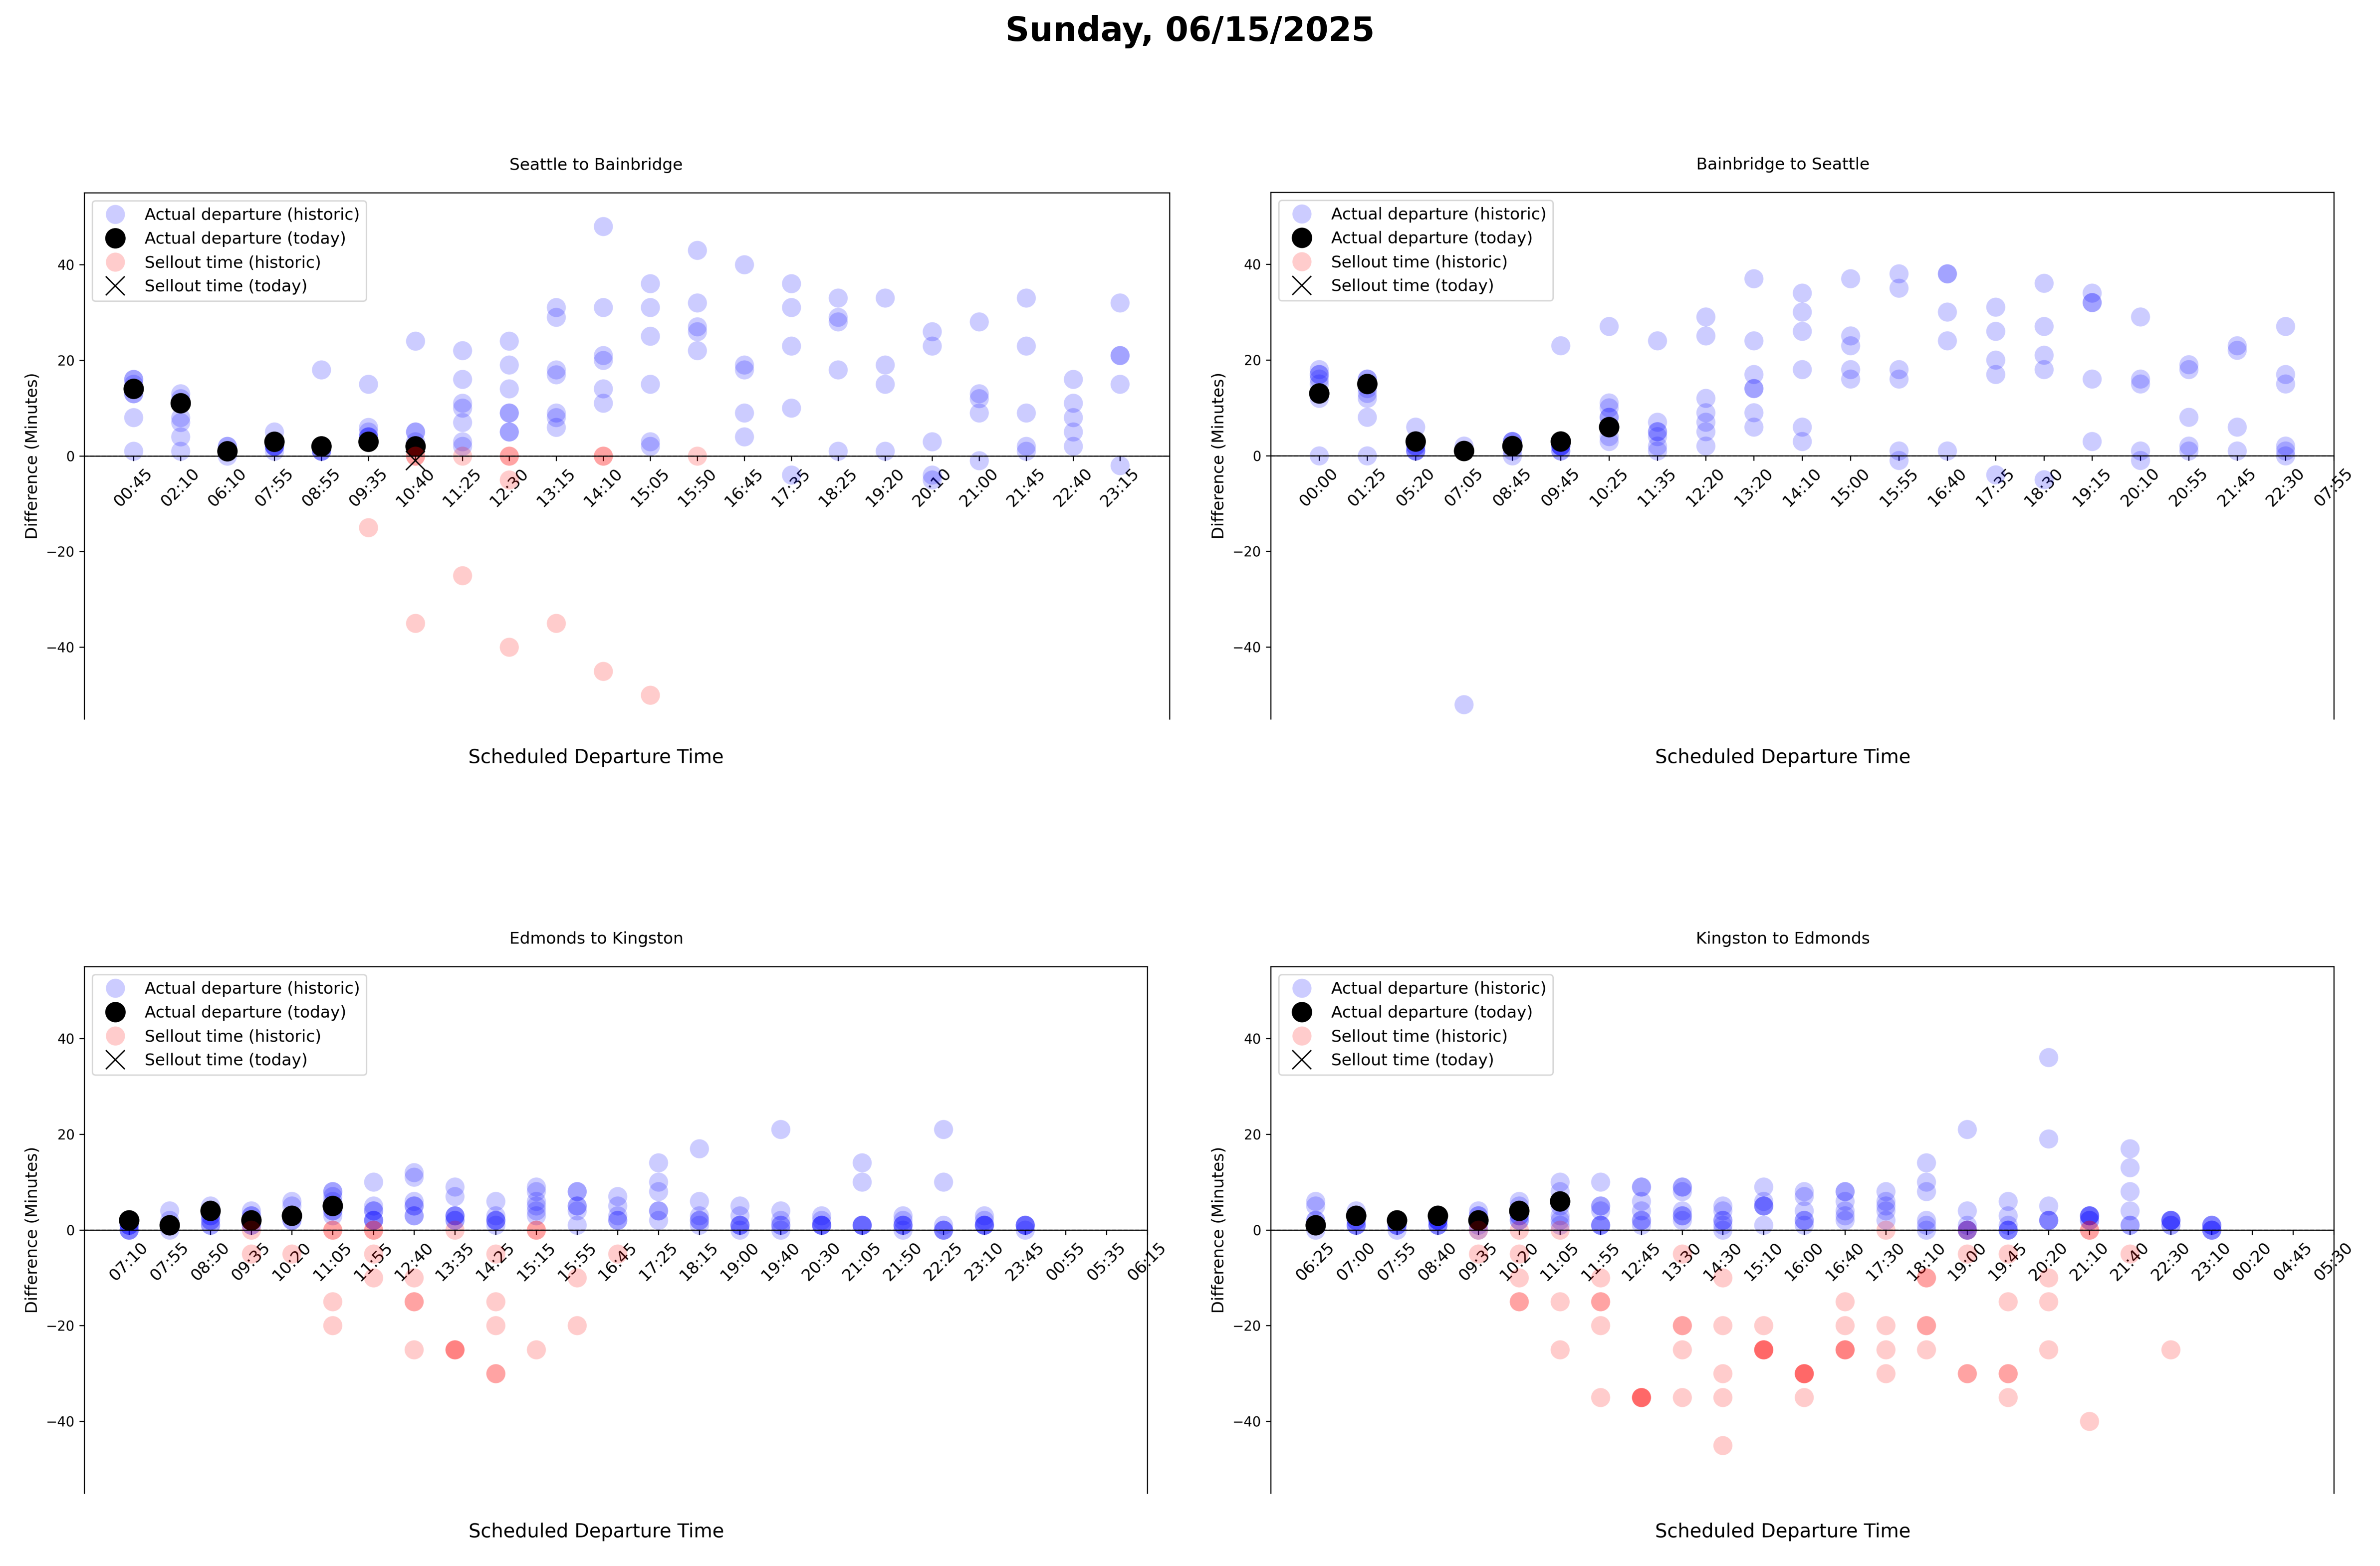 Sunday, 06/15/2025
Seattle to Bainbridge
Actual departure (historic)
Actual departure (today)
Sellout time (historic)
Sellout time (today)
Difference (Minutes)
40
20
0
−20
−40
00:45 02:10 06:10 07:55 08:55 09:35 10:40 11:25 12:30 13:15 14:10 15:05 15:50 16:45 17:35 18:25 19:20 20:10 21:00 21:45 22:40 23:15
Scheduled Departure Time
Bainbridge to Seattle
Actual departure (historic)
Actual departure (today)
Sellout time (historic)
Sellout time (today)
Difference (Minutes)
40
20
0
−20
−40
00:00 01:25 05:20 07:05 08:45 09:45 10:25 11:35 12:20 13:20 14:10 15:00 15:55 16:40 17:35 18:30 19:15 20:10 20:55 21:45 22:30 07:55
Scheduled Departure Time
Edmonds to Kingston
Actual departure (historic)
Actual departure (today)
Sellout time (historic)
Sellout time (today)
Difference (Minutes)
40
20
0
−20
−40
07:10 07:55 08:50 09:35 10:20 11:05 11:55 12:40 13:35 14:25 15:15 15:55 16:45 17:25 18:15 19:00 19:40 20:30 21:05 21:50 22:25 23:10 23:45 00:55 05:35 06:15
Scheduled Departure Time
Kingston to Edmonds
Actual departure (historic)
Actual departure (today)
Sellout time (historic)
Sellout time (today)
Difference (Minutes)
40
20
0
−20
−40
06:25 07:00 07:55 08:40 09:35 10:20 11:05 11:55 12:45 13:30 14:30 15:10 16:00 16:40 17:30 18:10 19:00 19:45 20:20 21:10 21:40 22:30 23:10 00:20 04:45 05:30
Scheduled Departure Time